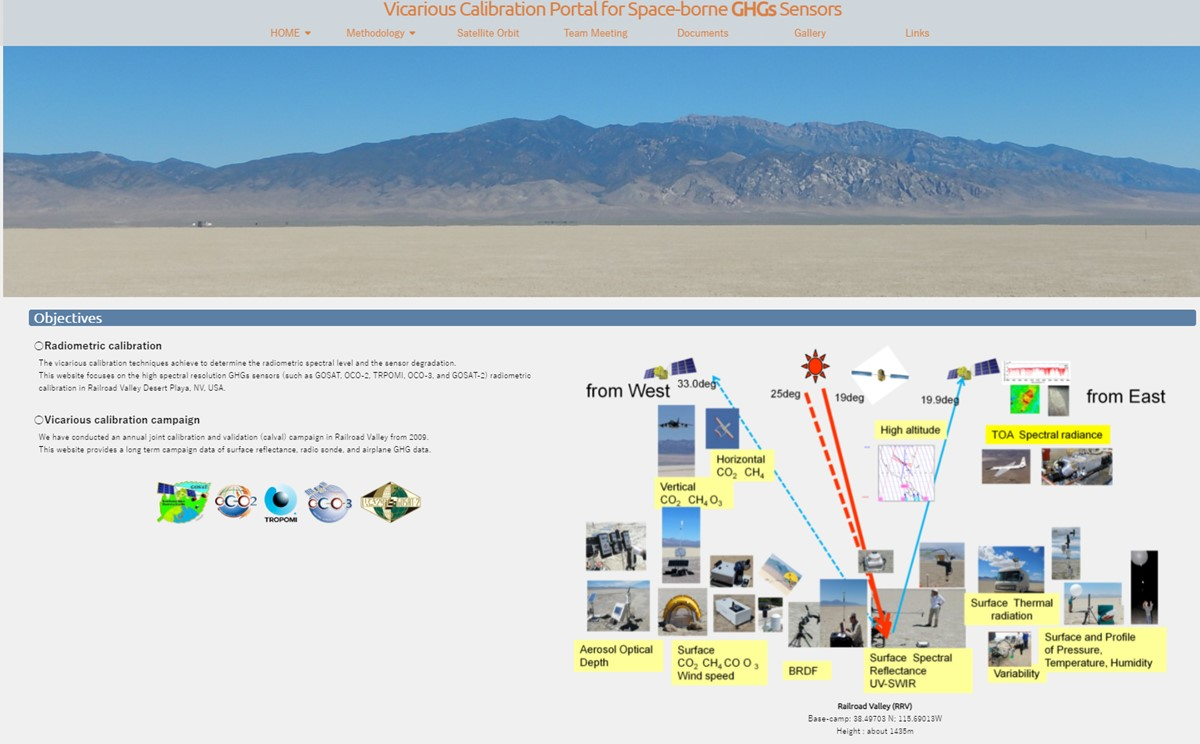 Vicarious Calibration Portal for Space-borne GHGs Sensors
HOME Methodology Satellite Orbit Team Meeting Documents Gallery Links
Objectives
○Radiometric calibration
The vicarious calibration techniques achieve to determine the radiometric spectral level and the sensor degradation.
This website focuses on the high spectral resolution GHGs sensors (such as GOSAT, OCO-2, TRPOMI, OCO-3, and GOSAT-2) radiometric
calibration in Railroad Valley Desert Playa, NV, USA.
○Vicarious calibration campaign
We have conducted an annual joint calibration and validation (calval) campaign in Railroad Valley from 2009.
This website provides a long term campaign data of surface reflectance, radio sonde, and airplane GHG data.
GOSAT
OCO2
TROPOMI
OCO-3
from West
33.0deg
25deg
19deg
19.9deg
from East
High altitude
TOA Spectral radiance
Horizontal
CO2 CH4
Vertical
CO2 CH4 O3
Aerosol Optical
Depth
Surface
CO2 CH4 CO O3
Wind speed
BRDF
Surface Spectral
Reflectance
UV-SWIR
Surface Thermal
radiation
Variability
Surface and Profile
of Pressure,
Temperature, Humidity
Railroad Valley (RRV)
Base-camp: 38.49703 N; 115.69013W
Height : about 1435m